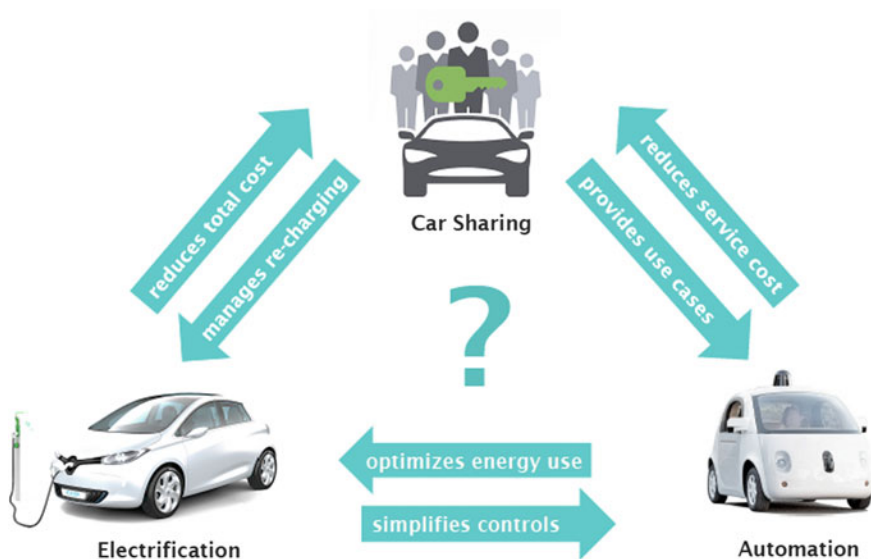 reduces total cost
manages re-charging
Car Sharing
reduces service cost
provides use cases
?
optimizes energy use
simplifies controls
Electrification
Automation